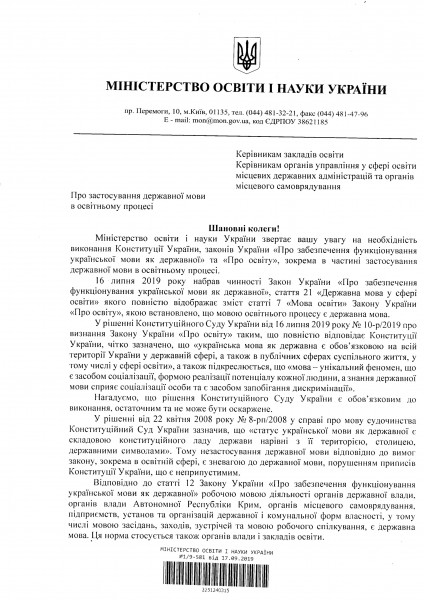 МІНІСТЕРСТВО ОСВІТИ І НАУКИ УКРАЇНИ
пр. Перемоги, 10, м.Київ, 01135, тел. (044) 481-32-21, факс (044) 481-47-96
E - mail: mon@mon.gov.ua, код ЄДРПОУ 38621185
Керівникам закладів освіти
Керівникам органів управління у сфері освіти
місцевих державних адміністрацій та органів
місцевого самоврядування
Про застосування державної мови
в освітньому процесі
Шановні колеги!
Міністерство освіти і науки України звертає вашу увагу на необхідність
виконання Конституції України, законів України «Про забезпечення функціонування
української мови як державної» та «Про освіту», зокрема в частині застосування
державної мови в освітньому процесі.
16 липня 2019 року набрав чинності Закон України «Про забезпечення
функціонування української мови як державної», стаття 21 «Державна мова у сфері
освіти» якого повністю відображає зміст статті 7 «Мова освіти» Закону України
«Про освіту», якою встановлено, що мовою освітнього процесу є державна мова.
У рішенні Конституційного Суду України від 16 липня 2019 року № 10-р/2019 про
визнання Закону України «Про освіту» таким, що повністю відповідає Конституції
України, чітко зазначено, що «українська мова як державна є обов'язковою на всій
території України у державній сфері, а також в публічних сферах суспільного життя, у
тому числі у сфері освіти», а також підкреслюється, що «мова – унікальний феномен, що
є засобом соціалізації, формою реалізації потенціалу кожної людини, а знання державної
мови сприяє соціалізації особи та є засобом запобігання дискримінації».
Нагадуємо, що рішення Конституційного Суду України є обов'язковим до
виконання, остаточним та не може бути оскаржене.
У рішенні від 22 квітня 2008 року № 8-рп/2008 у справі про мову судочинства
Конституційний Суд України зазначив, що «статус української мови як державної є
складовою конституційного ладу держави нарівні з її територією, столицею,
державними символами». Тому незастосування державної мови відповідно до вимог
закону, зокрема в освітній сфері, є зневагою до держави, порушенням приписів
Конституції України, що є неприпустимим.
Відповідно до статті 12 Закону України «Про забезпечення функціонування
української мови як державної» робочою мовою діяльності органів державної влади,
органів влади Автономної Республіки Крим, органів місцевого самоврядування,
підприємств, установ та організацій державної і комунальної форм власності, у тому
числі мовою засідань, заходів, зустрічей та мовою робочого спілкування, є державна
мова. Ця норма стосується також органів влади і закладів освіти.
МІНІСТЕРСТВО ОСВІТИ І НАУКИ УКРАЇНИ
#1/9-581 від 17.09.2019
2251248315